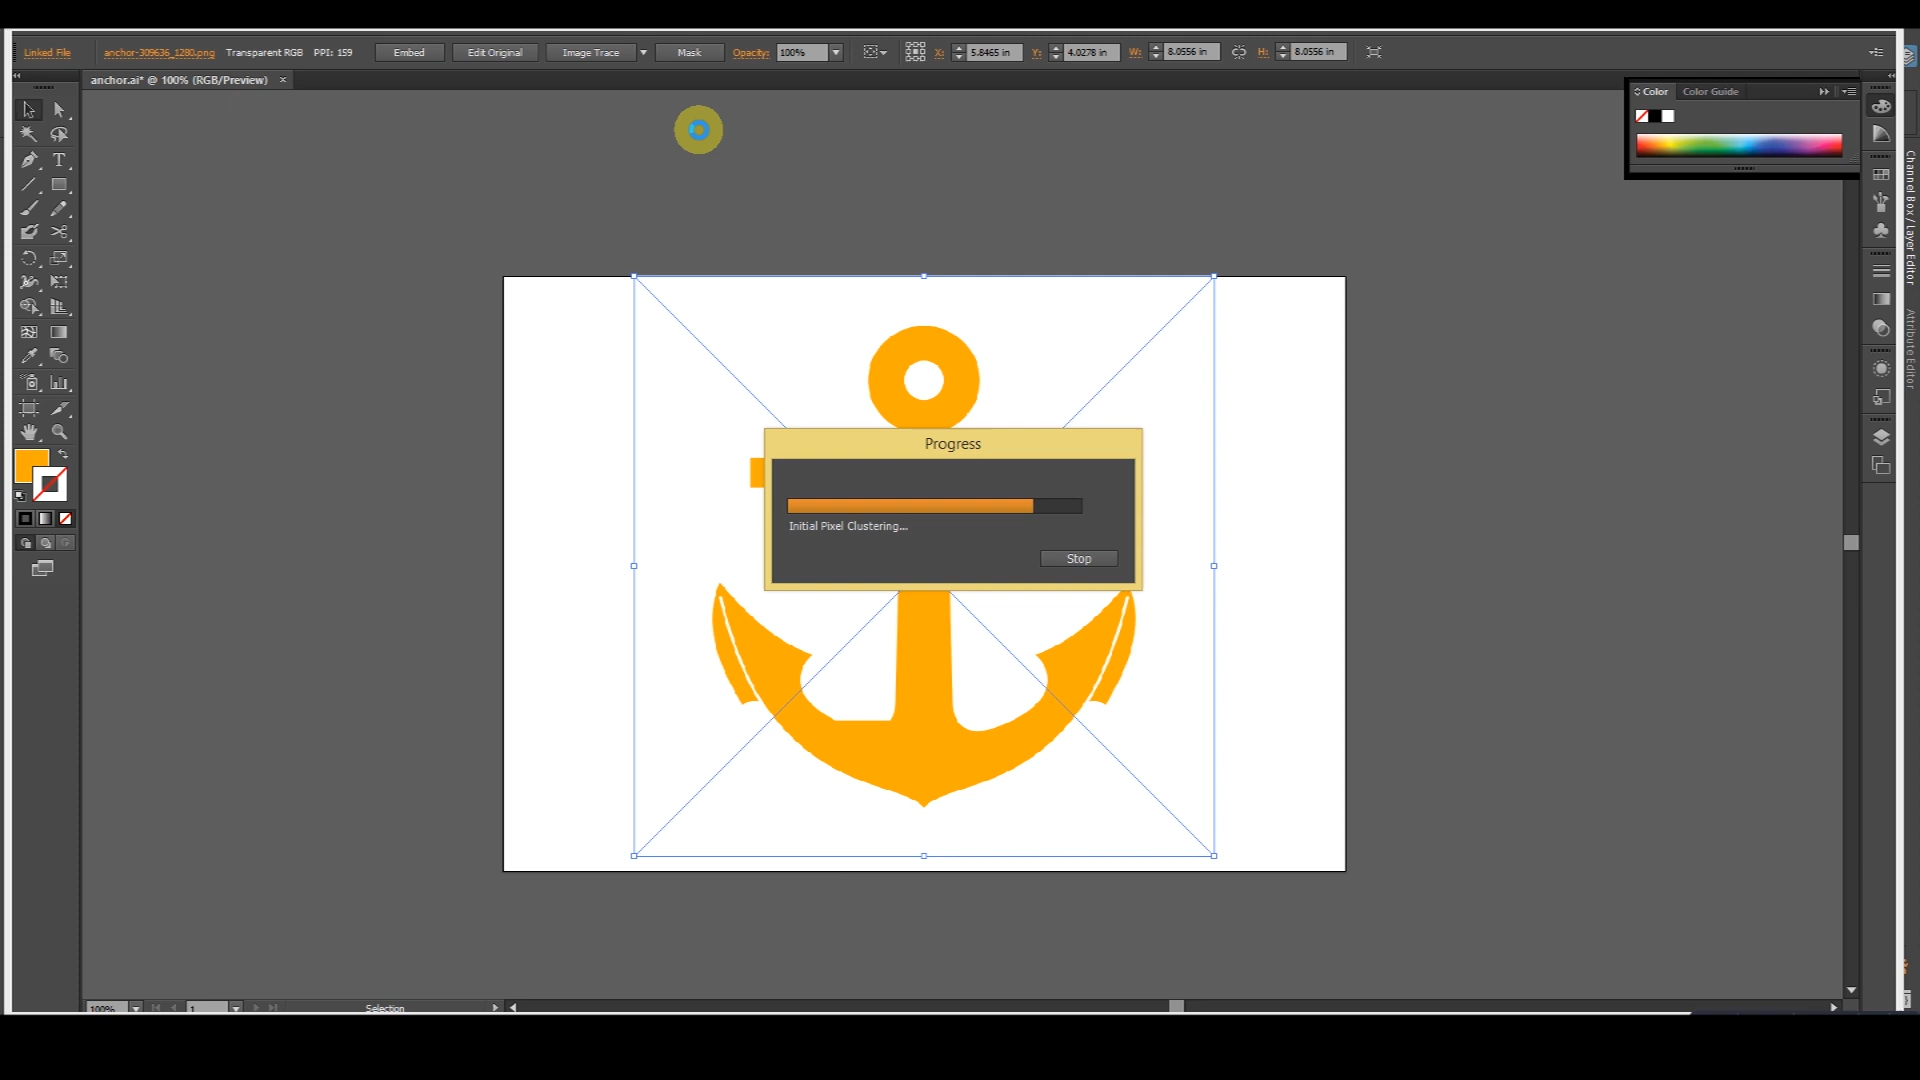 Linked File anchor-309636_1280.png Transparent RGB PPI: 159 Embed Edit Original Image Trace Mask Opacity: 100% X: 5.8465 in Y: 4.0278 in W: 8.0556 in H: 8.0556 in
anchor.ai* @ 100% (RGB/Preview) ×
Color Color Guide
Channel Box / Layer Editor
Attribute Editor
Progress
Initial Pixel Clustering...
Stop
100% 1 Selection